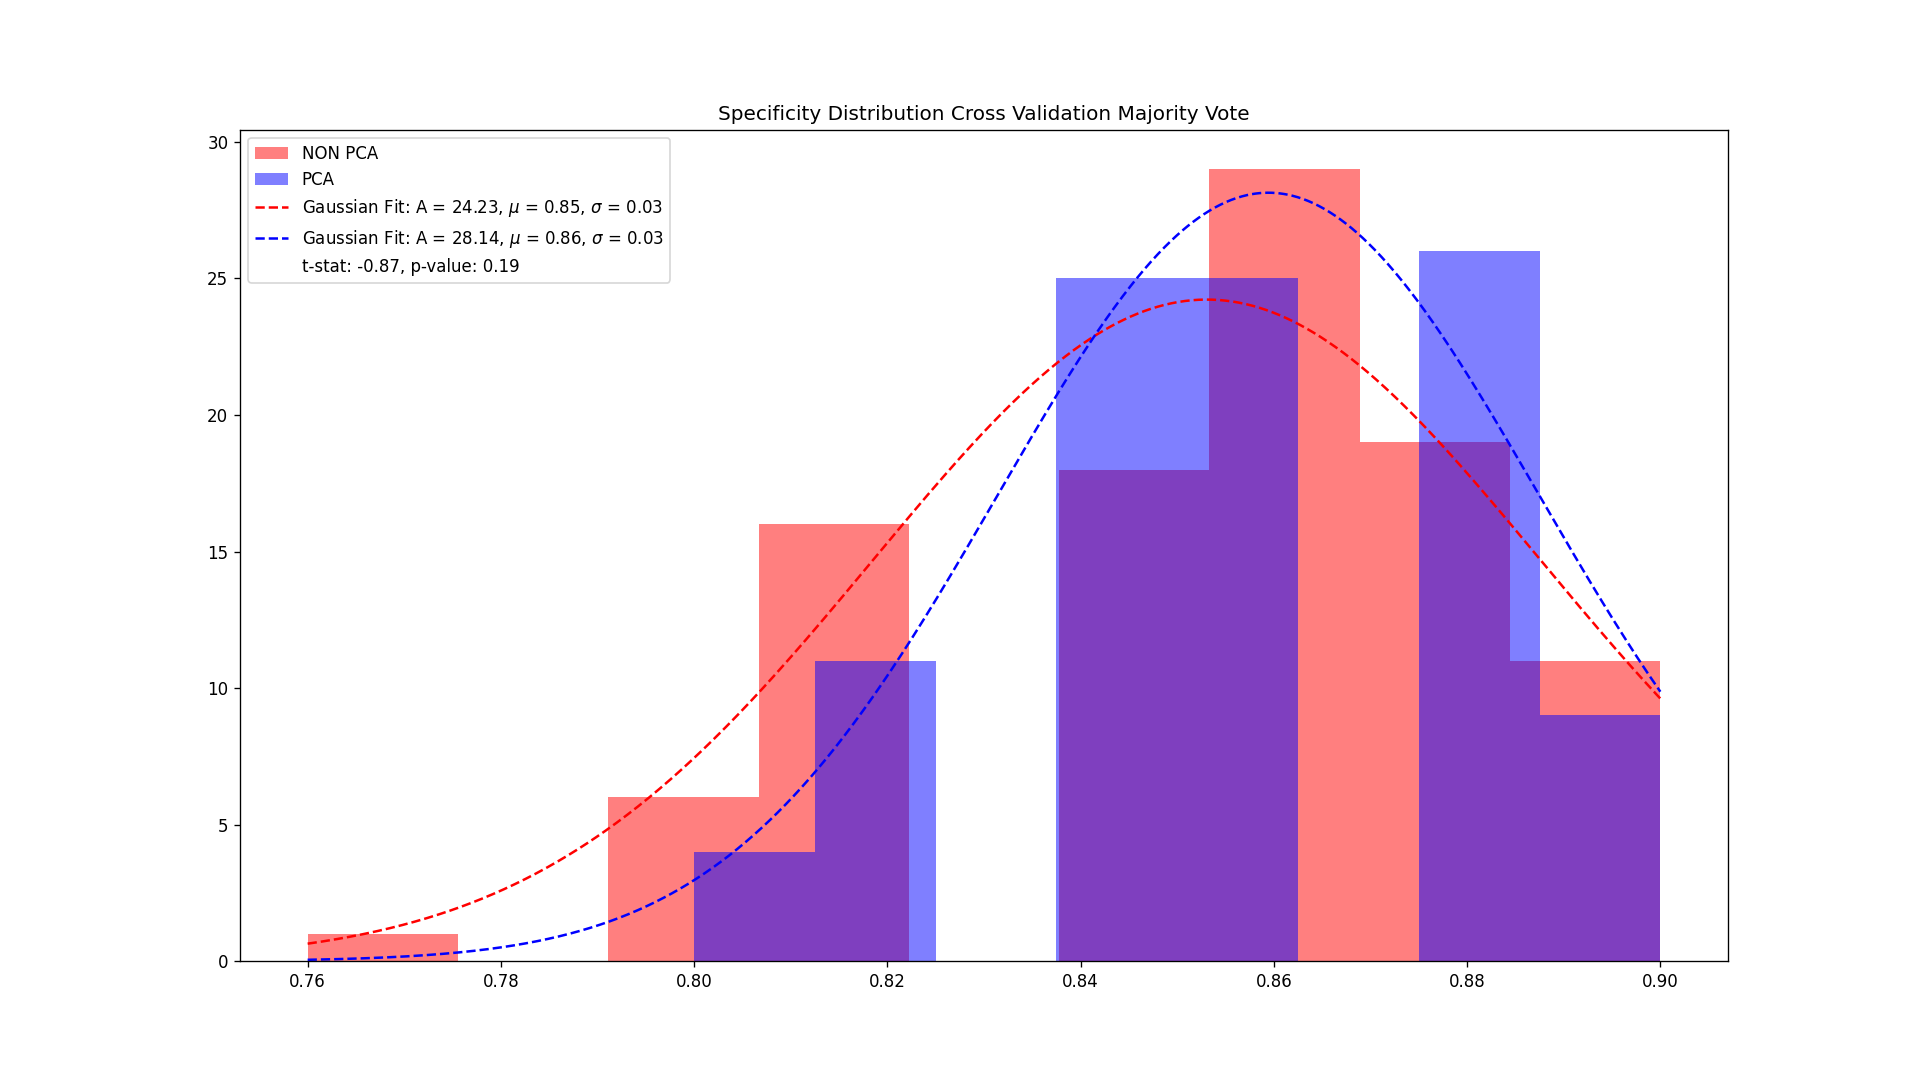 Specificity Distribution Cross Validation Majority Vote
30
25
20
15
10
5
0
NON PCA
PCA
Gaussian Fit: A = 24.23, μ = 0.85, σ = 0.03
Gaussian Fit: A = 28.14, μ = 0.86, σ = 0.03
t-stat: -0.87, p-value: 0.19
0.76 0.78 0.80 0.82 0.84 0.86 0.88 0.90